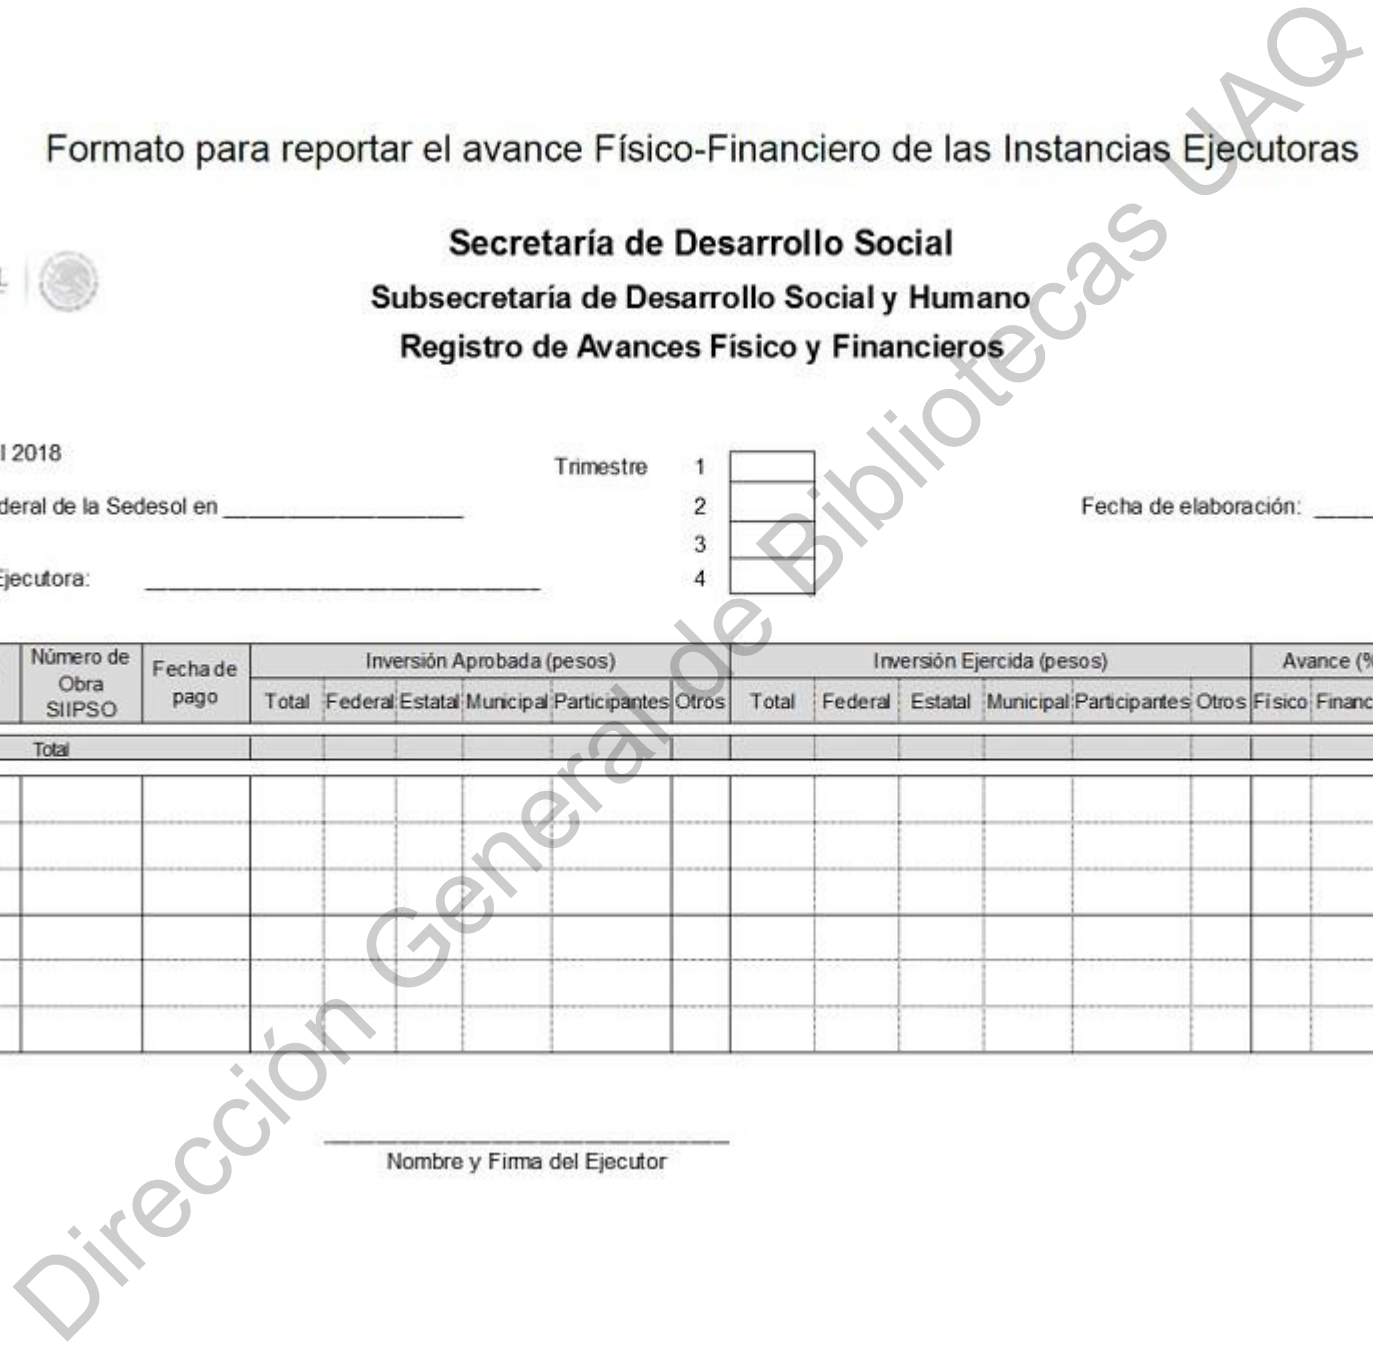 Formato para reportar el avance Físico-Financiero de las Instancias Ejecutoras
Secretaría de Desarrollo Social
Subsecretaría de Desarrollo Social y Humano
Registro de Avances Físico y Financieros
2018
Trimestre 1
deral de la Sedesol en 2 Fecha de elaboración:
3
Ejecutora: 4
Número de Obra SIIPSO Fecha de pago Inversión Aprobada (pesos) Inversión Ejercida (pesos) Avance (%
Total Federal Estatal Municipal Participantes Otros Total Federal Estatal Municipal Participantes Otros Físico Financ
Total
Nombre y Firma del Ejecutor
Dirección General de Bibliotecas UAQ